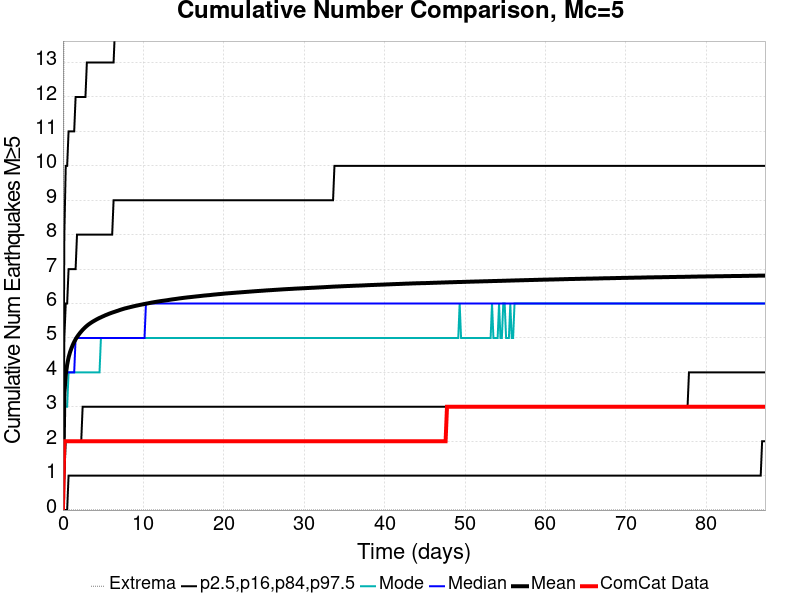 Cumulative Number Comparison, Mc=5
Cumulative Num Earthquakes M≥5
13
12
11
10
9
8
7
6
5
4
3
2
1
0
0 10 20 30 40 50 60 70 80
Time (days)
Extrema p2.5,p16,p84,p97.5 Mode Median Mean ComCat Data